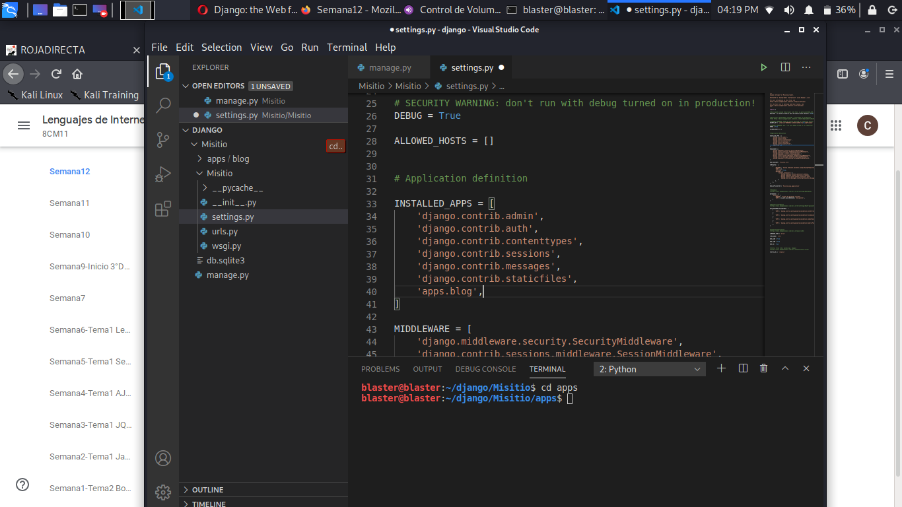 Django: the Web f...
Semana12 - Mozil...
Control de Volum...
blaster@blaster: ...
settings.py - djan...
04:19 PM
36%
settings.py - django - Visual Studio Code
ROJADIRECTA
Kali Linux
Kali Training
Lenguajes de Interne
8CM11
C
Semana12
Semana11
Semana10
Semana9-Inicio 3°D...
Semana7
Semana6-Tema1 Le...
Semana5-Tema1 Se...
Semana4-Tema1 AJ...
Semana3-Tema1 JQ...
Semana2-Tema1 Ja...
Semana1-Tema2 Bo...
File Edit Selection View Go Run Terminal Help
EXPLORER
1
OPEN EDITORS 1 UNSAVED
manage.py Misitio
settings.py Misitio/Misitio
DJANGO
Misitio
cd...
apps / blog
Misitio
__pycache__
__init__.py
settings.py
urls.py
wsgi.py
db.sqlite3
manage.py
OUTLINE
TIMELINE
manage.py
settings.py
Misitio > Misitio > settings.py > ...
25 # SECURITY WARNING: don't run with debug turned on in production!
26 DEBUG = True
27
28 ALLOWED_HOSTS = []
29
30
31 # Application definition
32
33 INSTALLED_APPS = [
34 'django.contrib.admin',
35 'django.contrib.auth',
36 'django.contrib.contenttypes',
37 'django.contrib.sessions',
38 'django.contrib.messages',
39 'django.contrib.staticfiles',
40 'apps.blog',
41 ]
42
43 MIDDLEWARE = [
44 'django.middleware.security.SecurityMiddleware',
45 'django.contrib.sessions.middleware.SessionMiddleware',
PROBLEMS OUTPUT DEBUG CONSOLE TERMINAL
2: Python
blaster@blaster:~/django/Misitio$ cd apps
blaster@blaster:~/django/Misitio/apps$